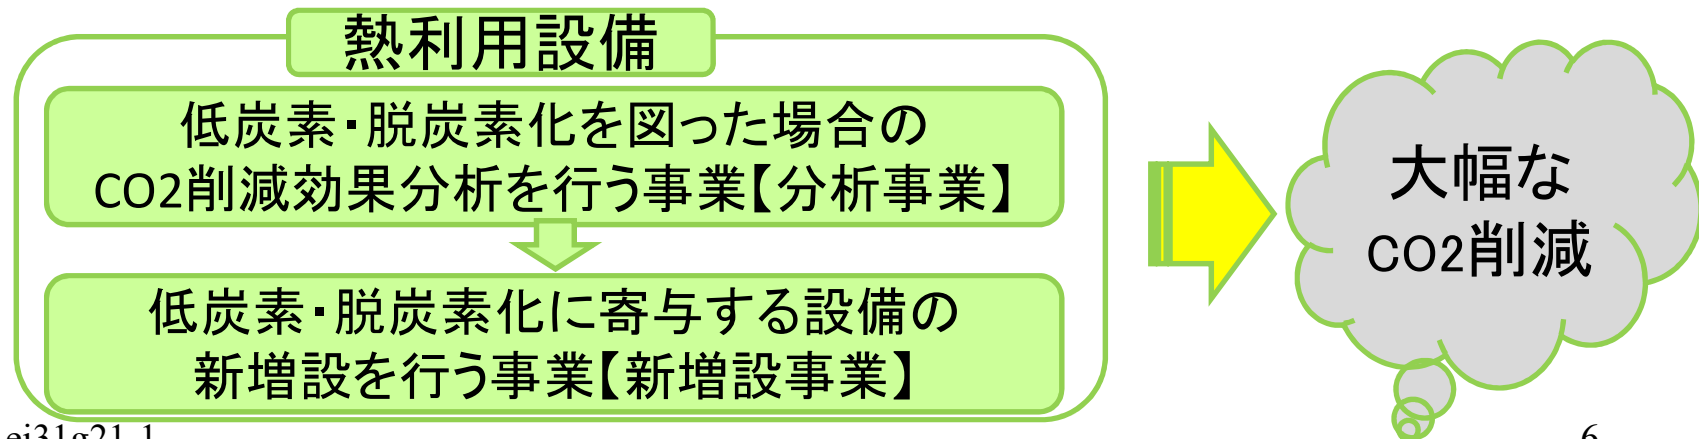 熱利用設備
低炭素・脱炭素化を図った場合の
CO2削減効果分析を行う事業【分析事業】
低炭素・脱炭素化に寄与する設備の
新増設を行う事業【新増設事業】
大幅な
CO2削減
ei31g21-1
6